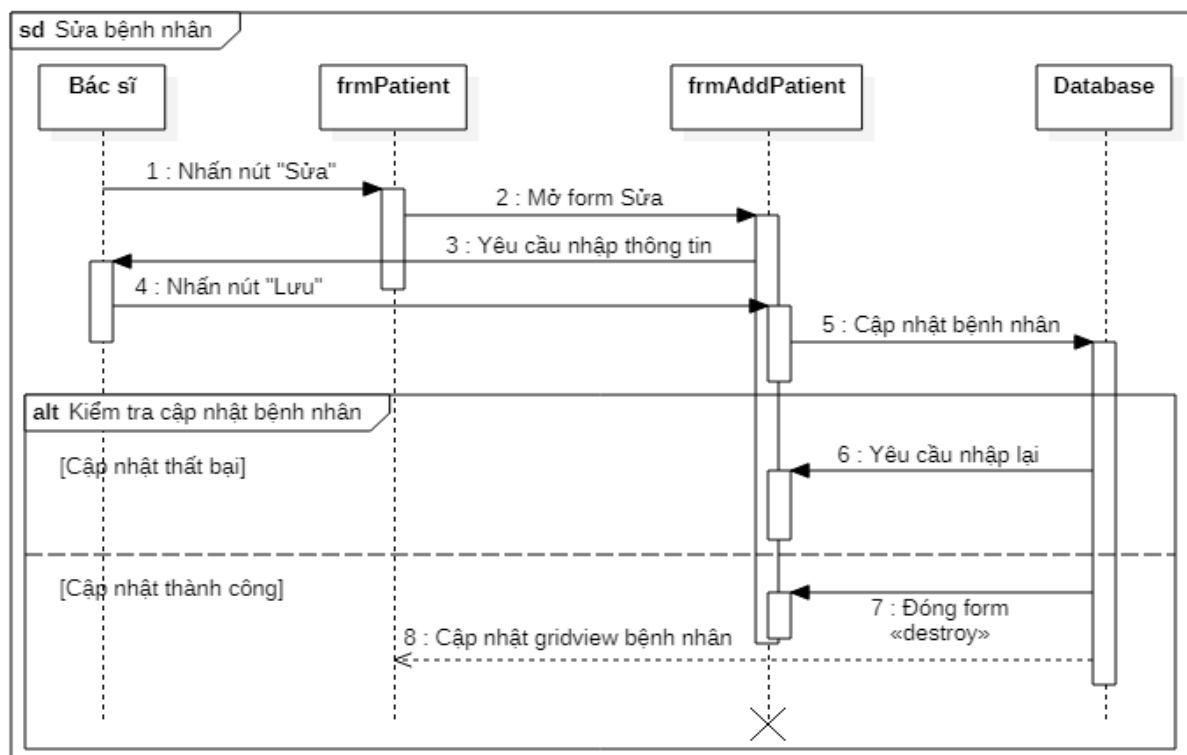 sd Sửa bệnh nhân
Bác sĩ
frmPatient
frmAddPatient
Database
1 : Nhấn nút "Sửa"
2 : Mở form Sửa
3 : Yêu cầu nhập thông tin
4 : Nhấn nút "Lưu"
5 : Cập nhật bệnh nhân
alt Kiểm tra cập nhật bệnh nhân
[Cập nhật thất bại]
6 : Yêu cầu nhập lại
[Cập nhật thành công]
7 : Đóng form
«destroy»
8 : Cập nhật gridview bệnh nhân